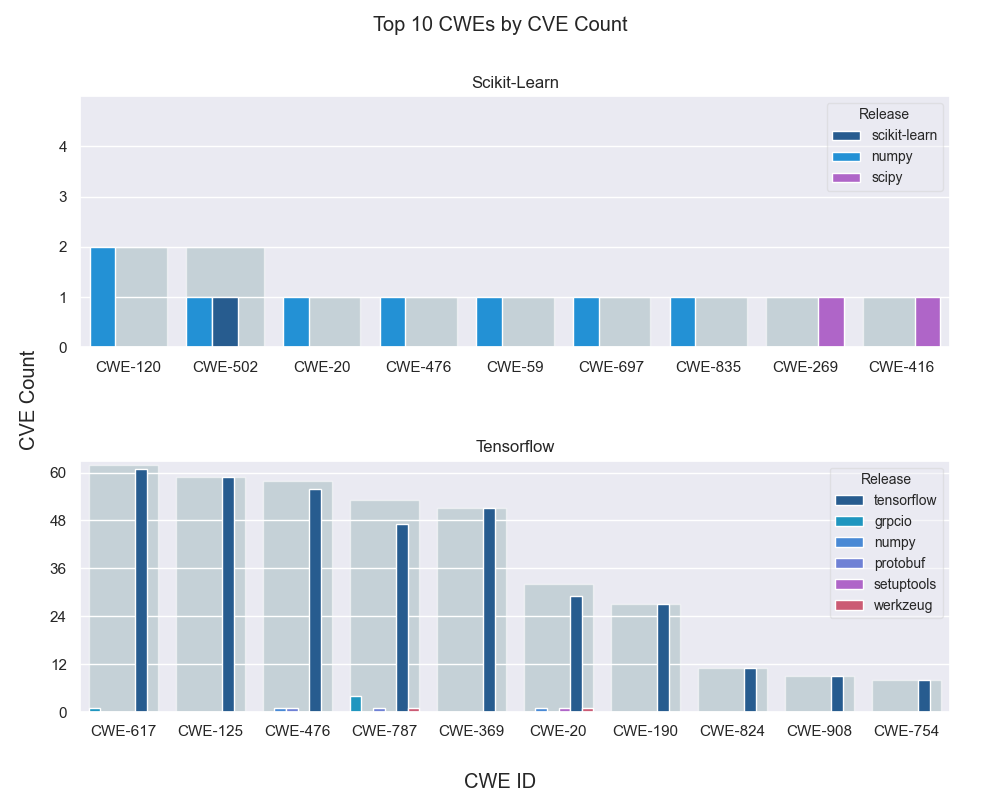 Top 10 CWEs by CVE Count
Scikit-Learn
Release
scikit-learn
numpy
scipy
4
3
2
1
0
CWE-120 CWE-502 CWE-20 CWE-476 CWE-59 CWE-697 CWE-835 CWE-269 CWE-416
CVE Count
Tensorflow
Release
tensorflow
grpcio
numpy
protobuf
setuptools
werkzeug
60
48
36
24
12
0
CWE-617 CWE-125 CWE-476 CWE-787 CWE-369 CWE-20 CWE-190 CWE-824 CWE-908 CWE-754
CWE ID